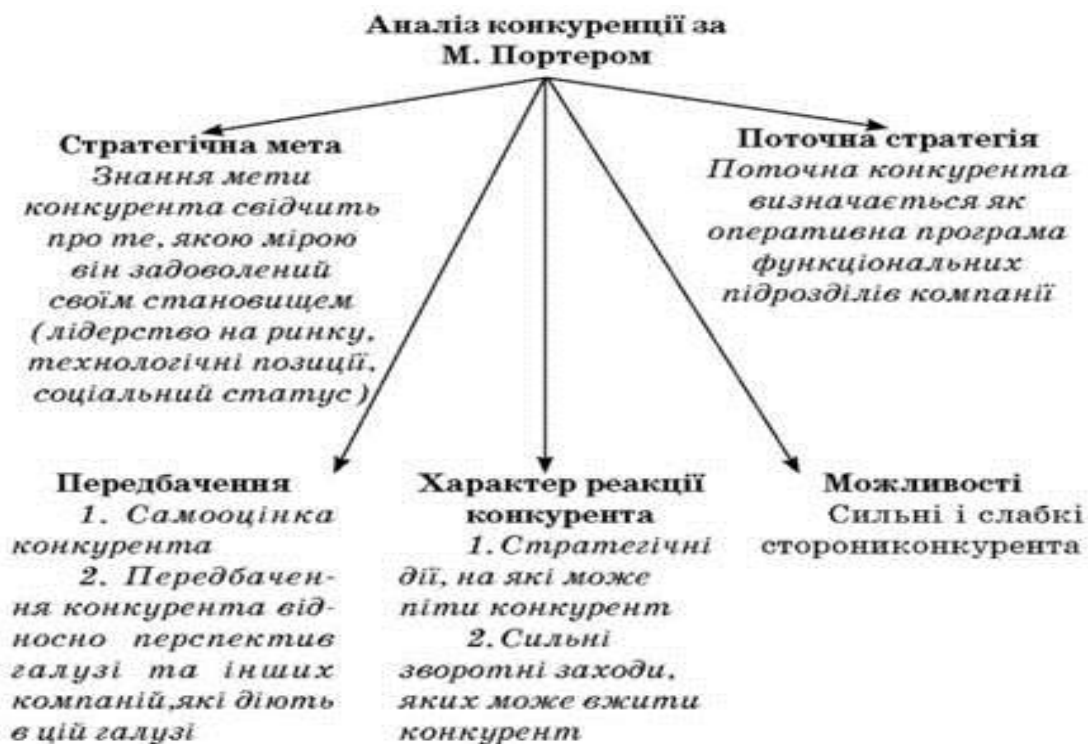 Аналіз конкуренції за
М. Портером
Стратегічна мета
Знання мети
конкурента свідчить
про те, якою мірою
він задоволений
своїм становищем
(лідерство на ринку,
технологічні позиції,
соціальний статус)
Поточна стратегія
Поточна конкурента
визначається як
оперативна програма
функціональних
підрозділів компанії
Передбачення
1. Самооцінка
конкурента
2. Передбачен-
ня конкурента від-
носно перспектив
галузі та інших
компаній,які діють
в цій галузі
Характер реакції
конкурента
1. Стратегічні
дії, на які може
піти конкурент
2. Сильні
зворотні заходи,
яких може вжити
конкурент
Можливості
Сильні і слабкі
сторониконкурента